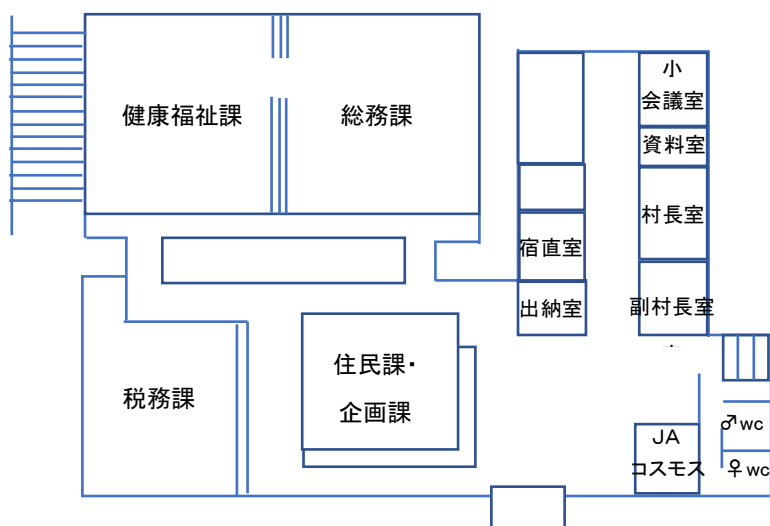 健康福祉課
総務課
小
会議室
資料室
村長室
宿直室
出納室
副村長室
住民課・
企画課
税務課
JA
コスモス
♂wc
♀wc